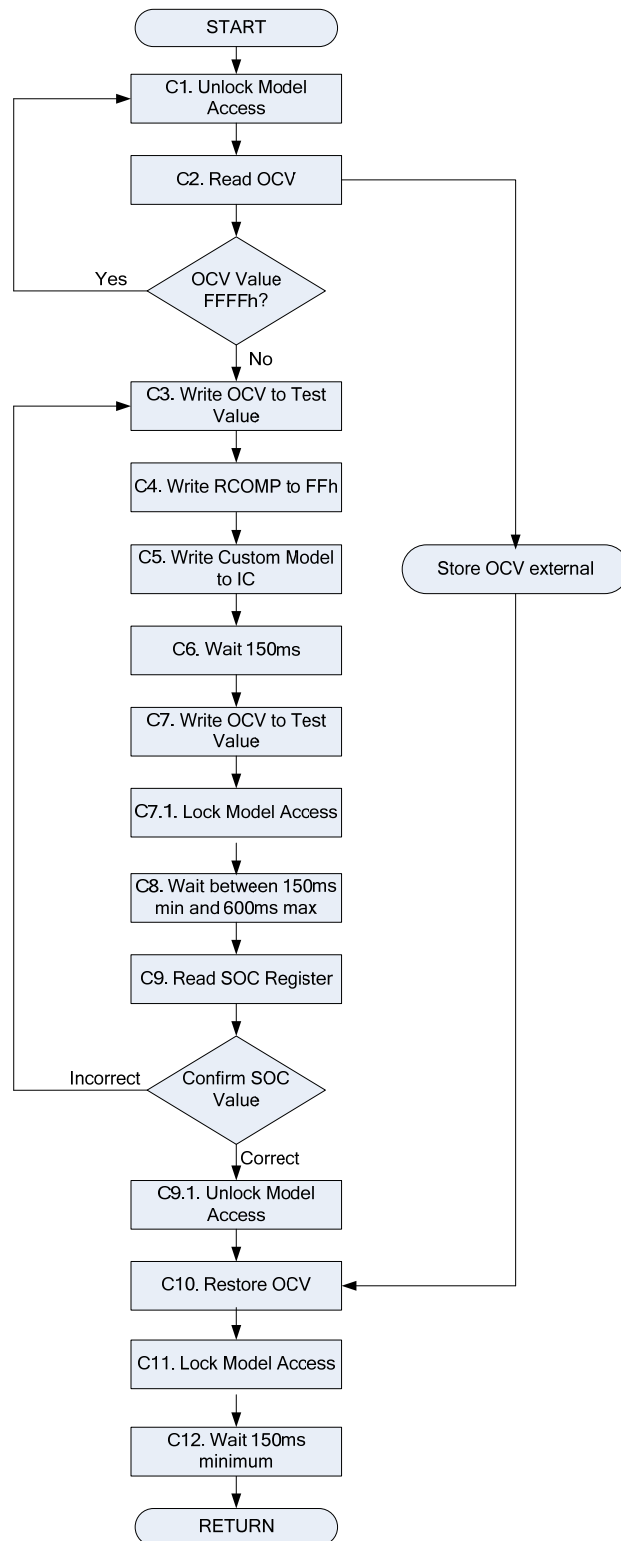 START
C1. Unlock Model
Access
C2. Read OCV
Yes
OCV Value
FFFFh?
No
C3. Write OCV to Test
Value
C4. Write RCOMP to FFh
C5. Write Custom Model
to IC
Store OCV external
C6. Wait 150ms
C7. Write OCV to Test
Value
C7.1. Lock Model Access
C8. Wait between 150ms
min and 600ms max
C9. Read SOC Register
Incorrect
Confirm SOC
Value
Correct
C9.1. Unlock Model
Access
C10. Restore OCV
C11. Lock Model Access
C12. Wait 150ms
minimum
RETURN